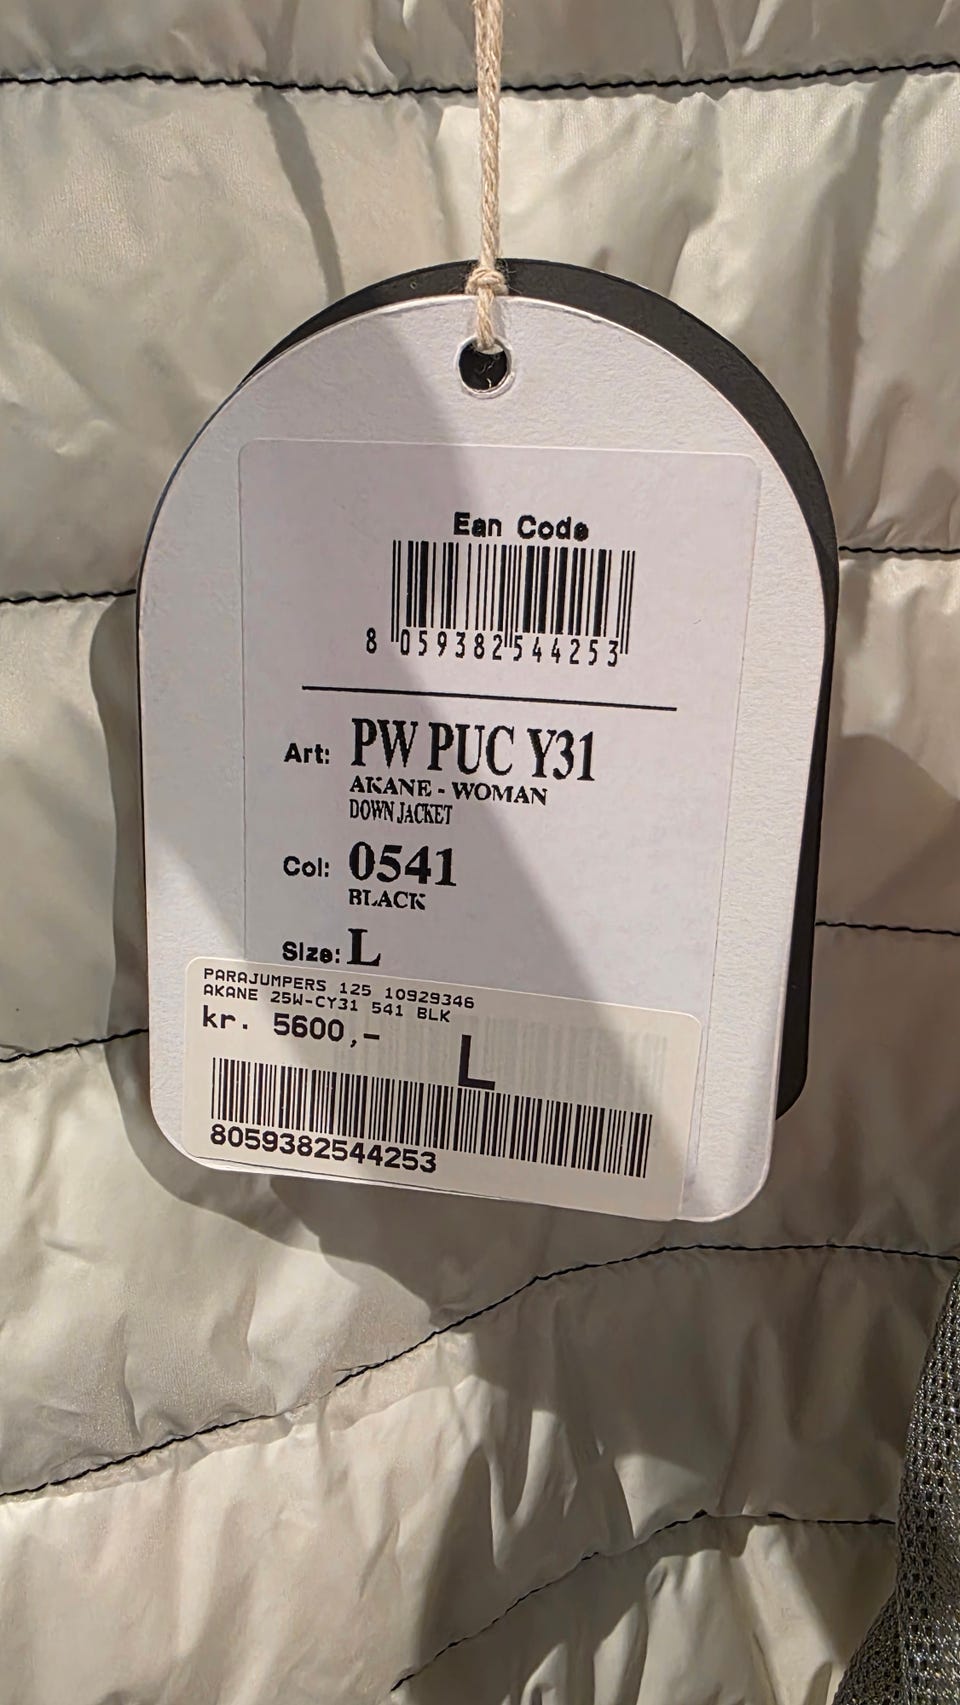 Ean Code
8 059382 544253
Art: PW PUC Y31
AKANE - WOMAN
DOWN JACKET
Col: 0541
BLACK
Size: L
PARAJUMPERS 125 10929346
AKANE 25W-CY31 541 BLK
kr. 5600,-
L
8059382544253